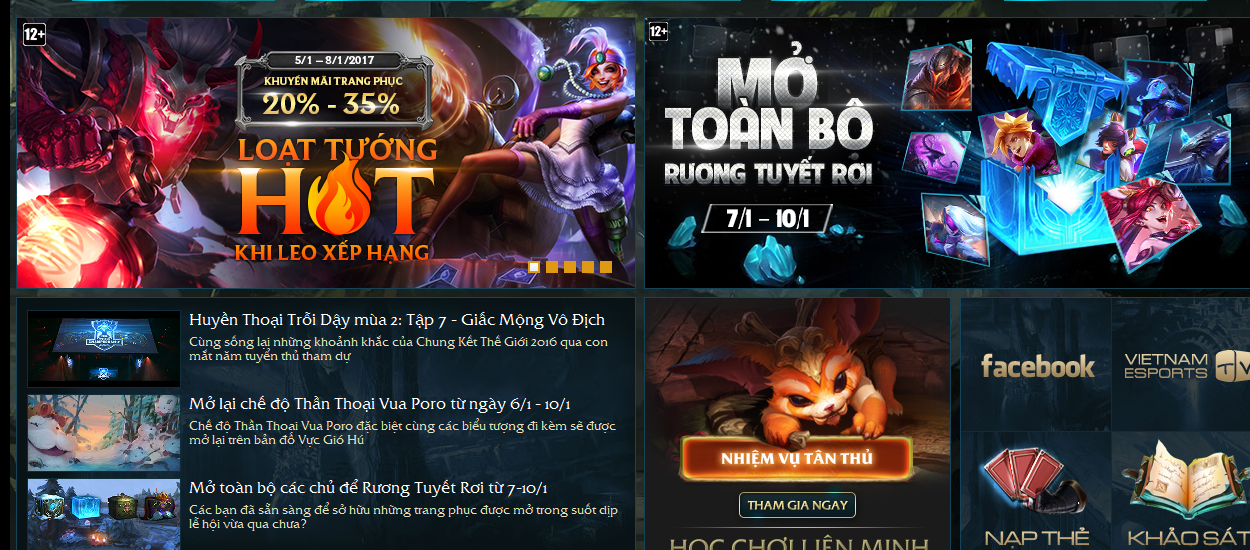 12+
5/1 – 8/1/2017
KHUYẾN MÃI TRANG PHỤC
20% - 35%
LOẠT TƯỚNG
HOT
KHI LEO XẾP HẠNG
12+
MỞ
TOÀN BỘ
RƯƠNG TUYẾT RƠI
7/1 – 10/1
Huyền Thoại Trỗi Dậy mùa 2: Tập 7 - Giấc Mộng Vô Địch
Cùng sống lại những khoảnh khắc của Chung Kết Thế Giới 2016 qua con
mắt năm tuyển thủ tham dự
Mở lại chế độ Thần Thoại Vua Poro từ ngày 6/1 - 10/1
Chế độ Thần Thoại Vua Poro đặc biệt cùng các biểu tượng đi kèm sẽ được
mở lại trên bản đồ Vực Gió Hú
Mở toàn bộ các chủ để Rương Tuyết Rơi từ 7-10/1
Các bạn đã sẵn sàng để sở hữu những trang phục được mở trong suốt dịp
lễ hội vừa qua chưa?
NHIỆM VỤ TÂN THỦ
THAM GIA NGAY
HỌC CHƠI LIÊN MINH
facebook
VIETNAM
ESPORTS TV
NẠP THẺ
KHẢO SÁT